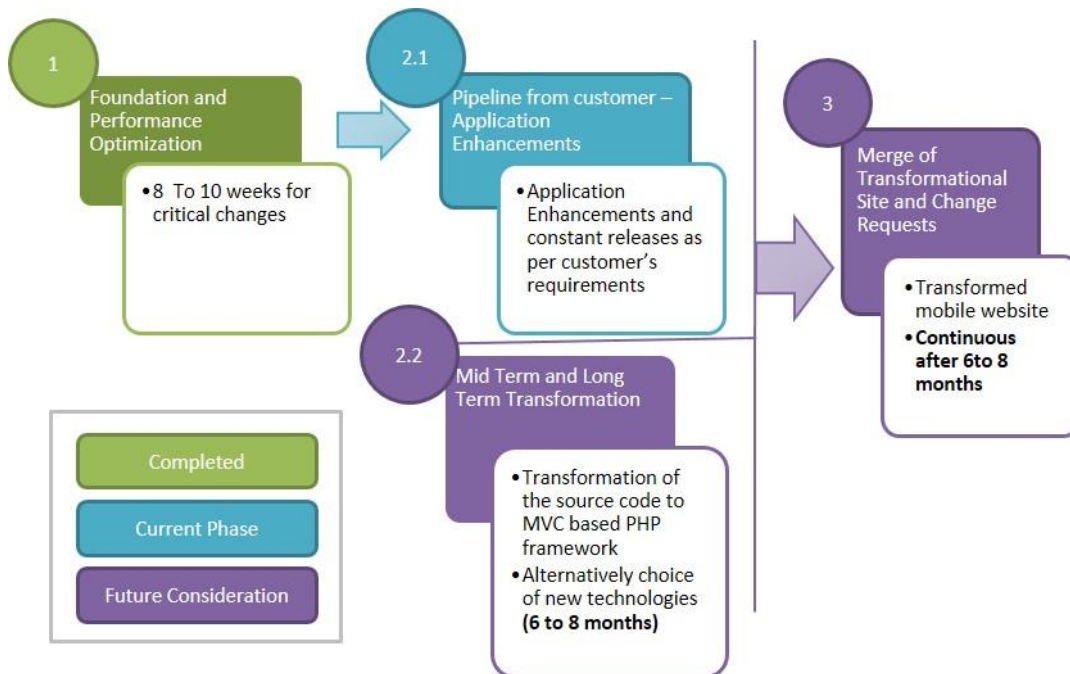 1
Foundation and
Performance
Optimization
•8 To 10 weeks for
critical changes
2.1
Pipeline from customer –
Application
Enhancements
•Application
Enhancements and
constant releases as
per customer's
requirements
2.2
Mid Term and Long
Term Transformation
•Transformation of
the source code to
MVC based PHP
framework
•Alternatively choice
of new technologies
(6 to 8 months)
3
Merge of
Transformational
Site and Change
Requests
•Transformed
mobile website
•Continuous
after 6to 8
months
Completed
Current Phase
Future Consideration